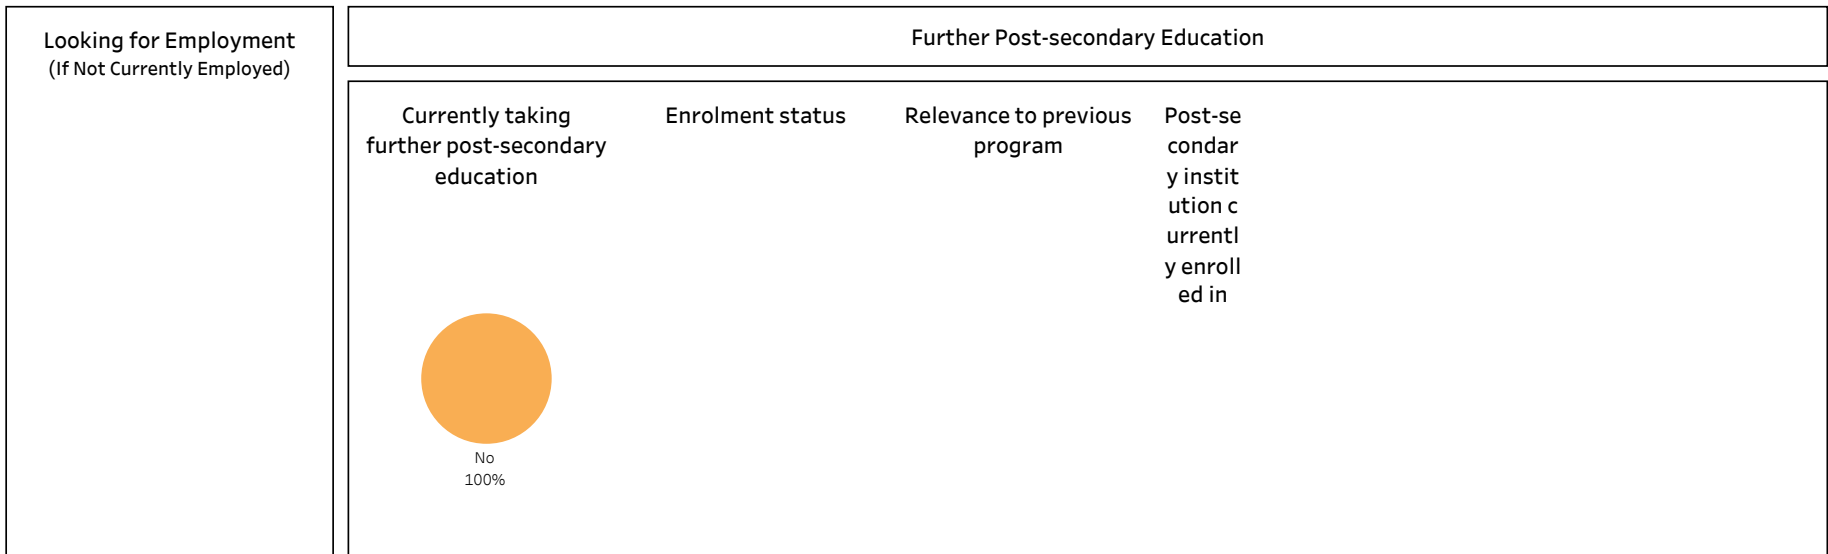 Looking for Employment
(If Not Currently Employed)
Further Post-secondary Education
Currently taking
further post-secondary
education
Enrolment status
Relevance to previous
program
Post-se
condar
y instit
ution c
urrentl
y enroll
ed in
No
100%